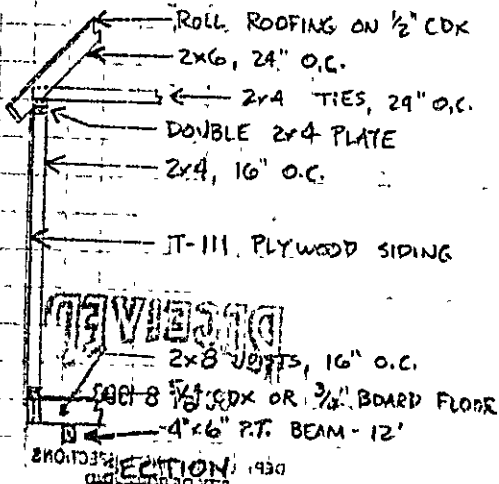 ROLL ROOFING ON 1/2" CDX
2x6, 24" O.C.
2x4 TIES, 24" O.C.
DOUBLE 2x4 PLATE
2x4, 16" O.C.
T-111 PLYWOOD SIDING
2x8 JOISTS, 16" O.C.
CDX OR 3/4" BOARD FLOOR
4"x6" P.T. BEAM - 12'
SECTION